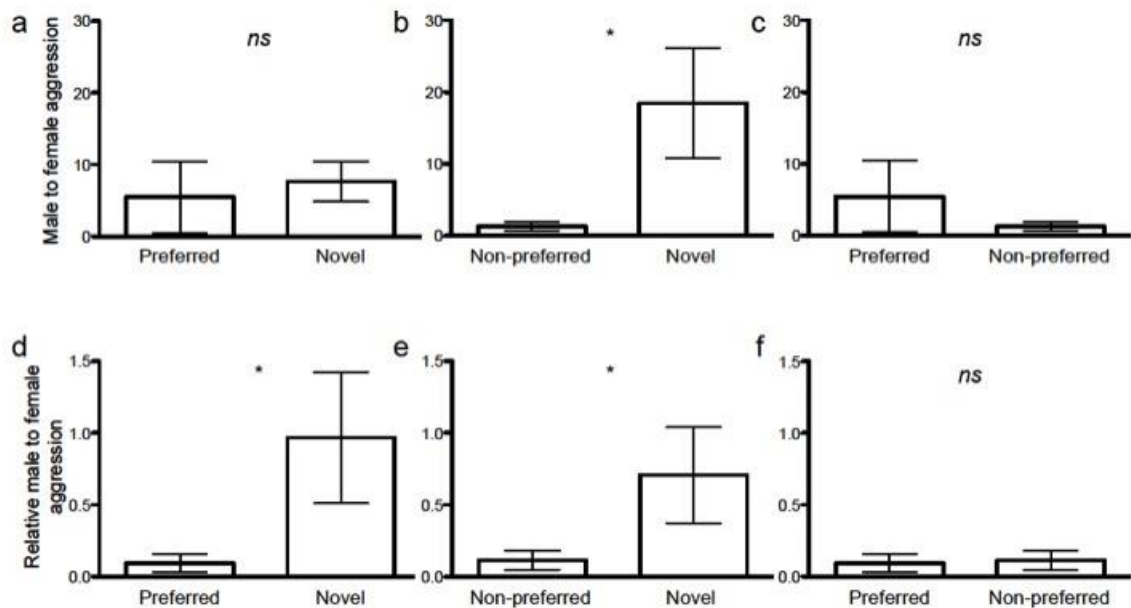 a
ns
30
20
10
0
Male to female aggression
Preferred
Novel
b
*
30
20
10
0
Non-preferred
Novel
c
ns
30
20
10
0
Preferred
Non-preferred
d
*
1.5
1.0
0.5
0.0
Relative male to female
aggression
Preferred
Novel
e
*
1.5
1.0
0.5
0.0
Non-preferred
Novel
f
ns
1.5
1.0
0.5
0.0
Preferred
Non-preferred